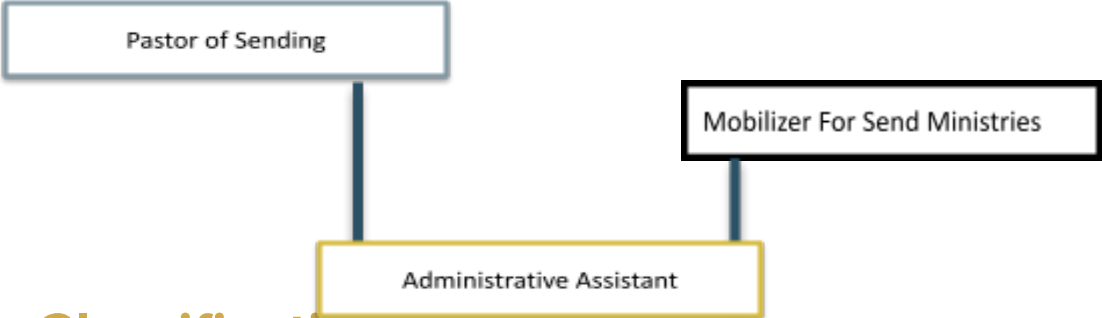 Pastor of Sending
Mobilizer For Send Ministries
Administrative Assistant